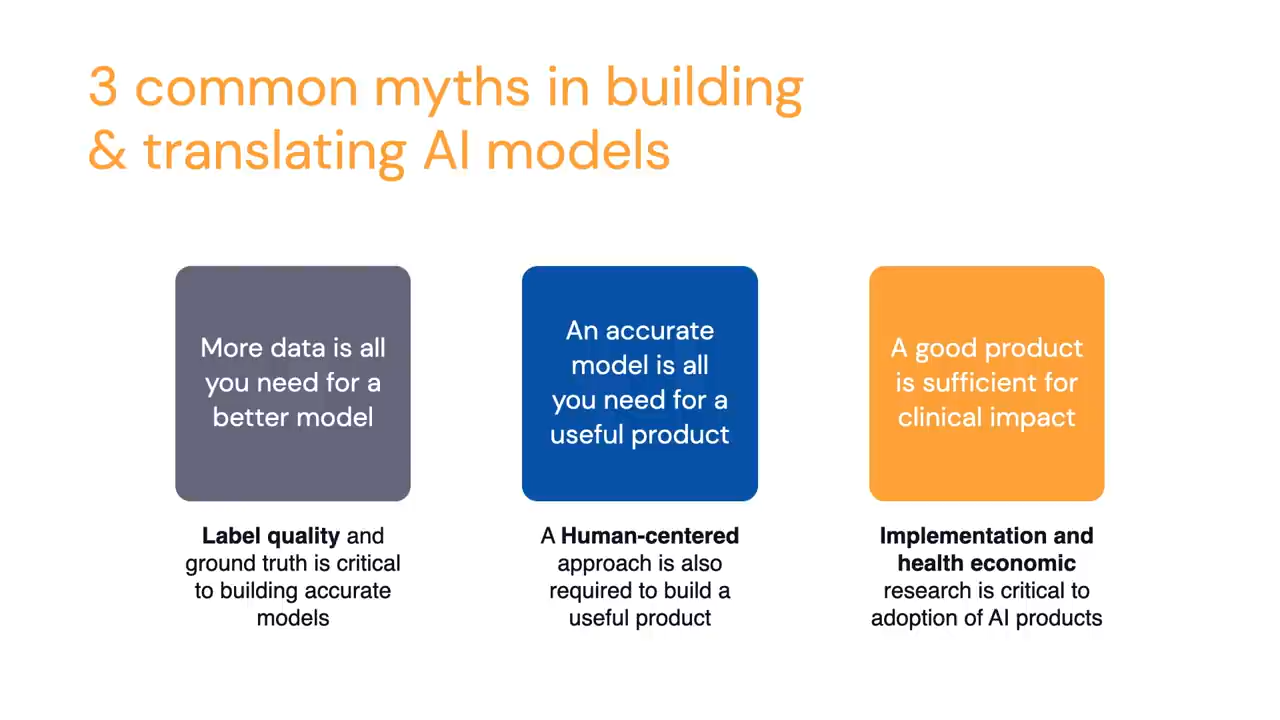 3 common myths in building
& translating AI models
More data is all
you need for a
better model
An accurate
model is all
you need for a
useful product
A good product
is sufficient for
clinical impact
Label quality and
ground truth is critical
to building accurate
models
A Human-centered
approach is also
required to build a
useful product
Implementation and
health economic
research is critical to
adoption of AI products